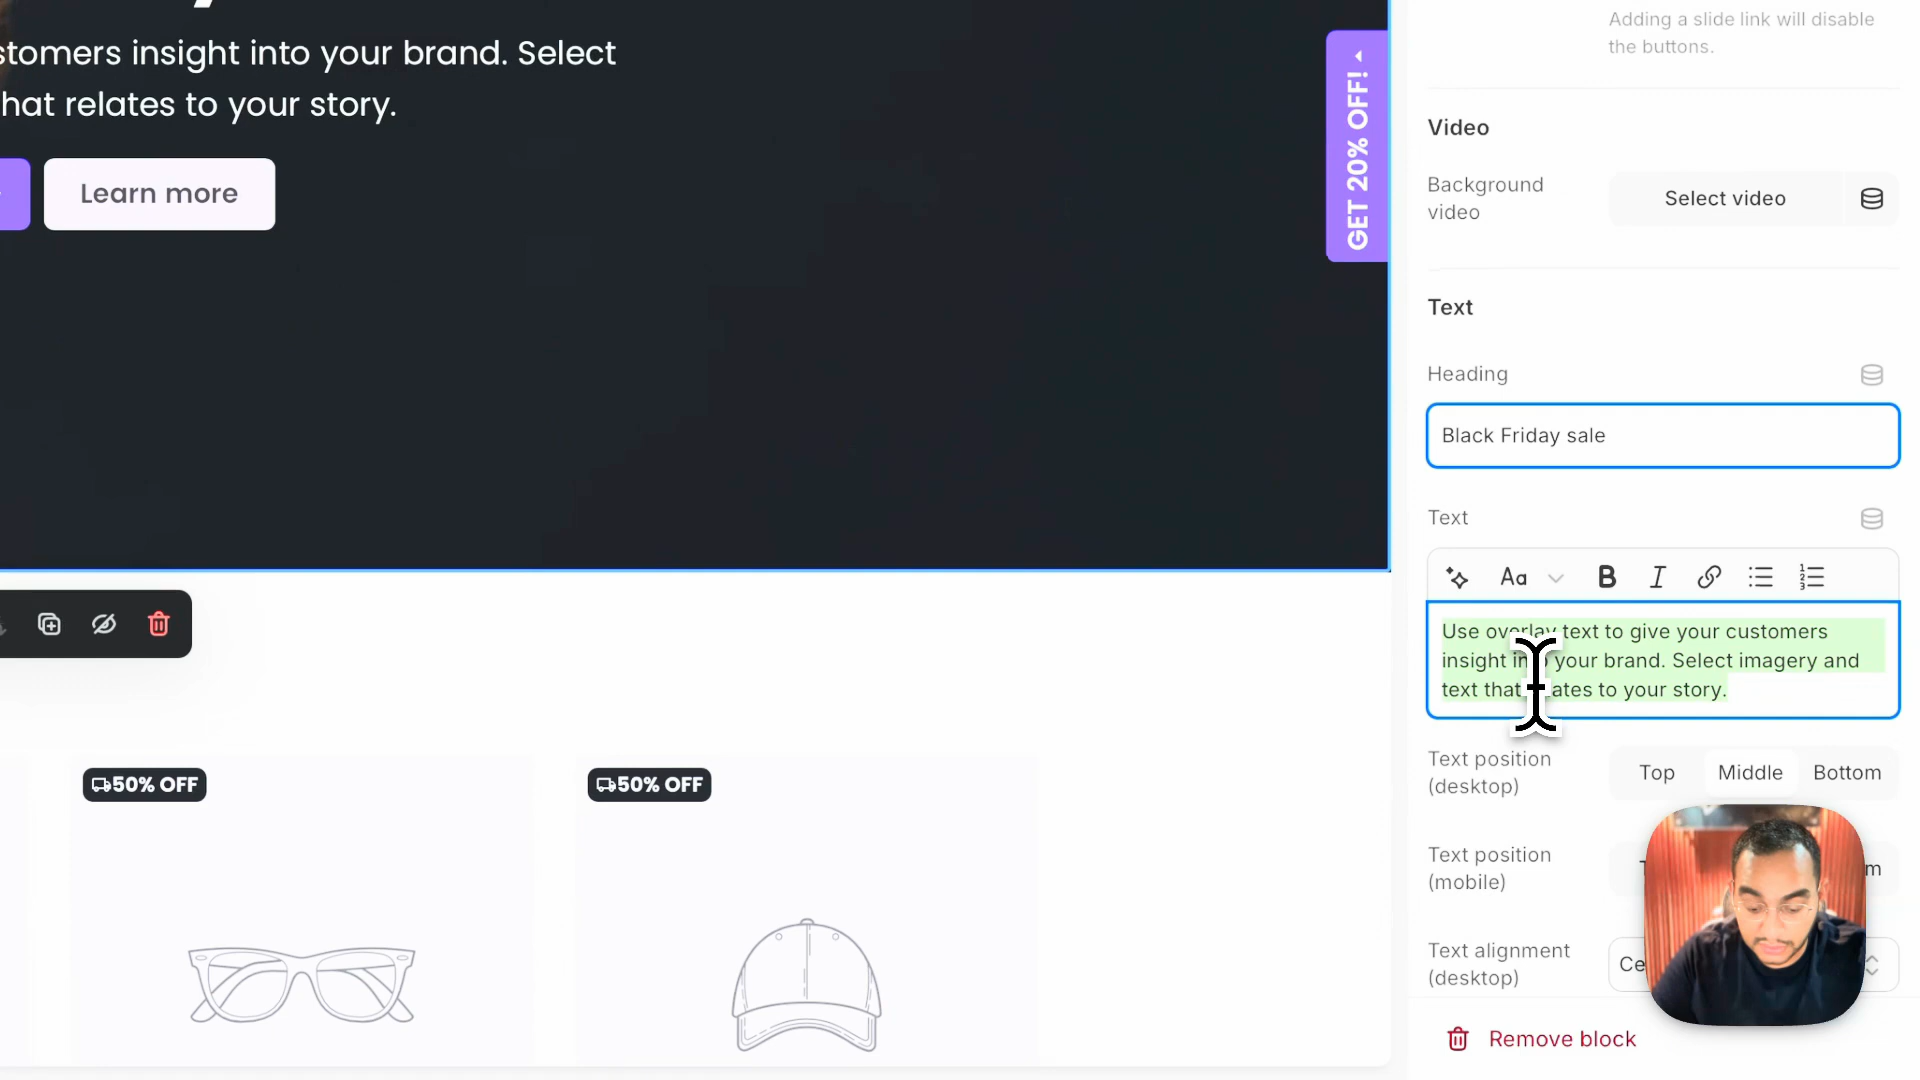 stomers insight into your brand. Select
hat relates to your story.
Learn more
GET 20% OFF!
50% OFF
50% OFF
Adding a slide link will disable
the buttons.
Video
Background
video
Select video
Text
Heading
Black Friday sale
Text
Aa
B
I
Use overlay text to give your customers
insight into your brand. Select imagery and
text that relates to your story.
Text position
(desktop)
Top
Middle
Bottom
Text position
(mobile)
T
m
Text alignment
(desktop)
Ce
Remove block